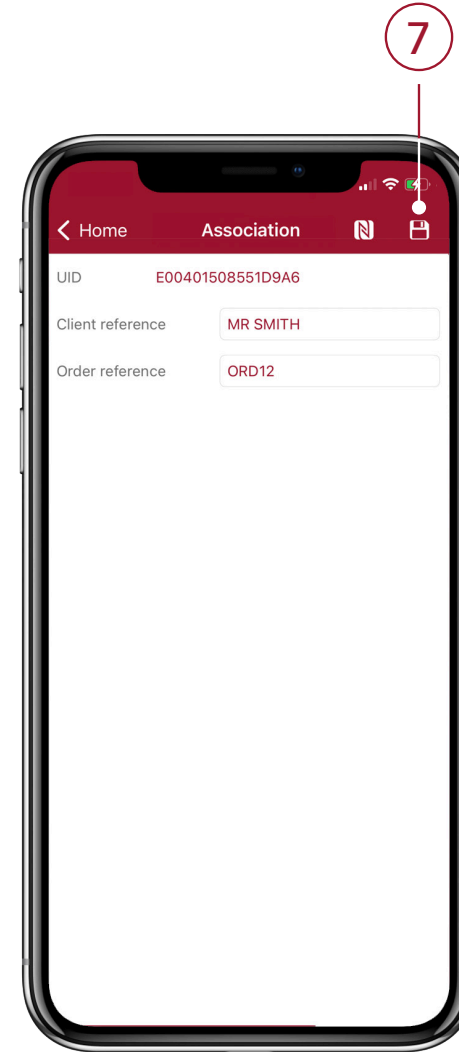 7
Home Association
UID E00401508551D9A6
Client reference MR SMITH
Order reference ORD12